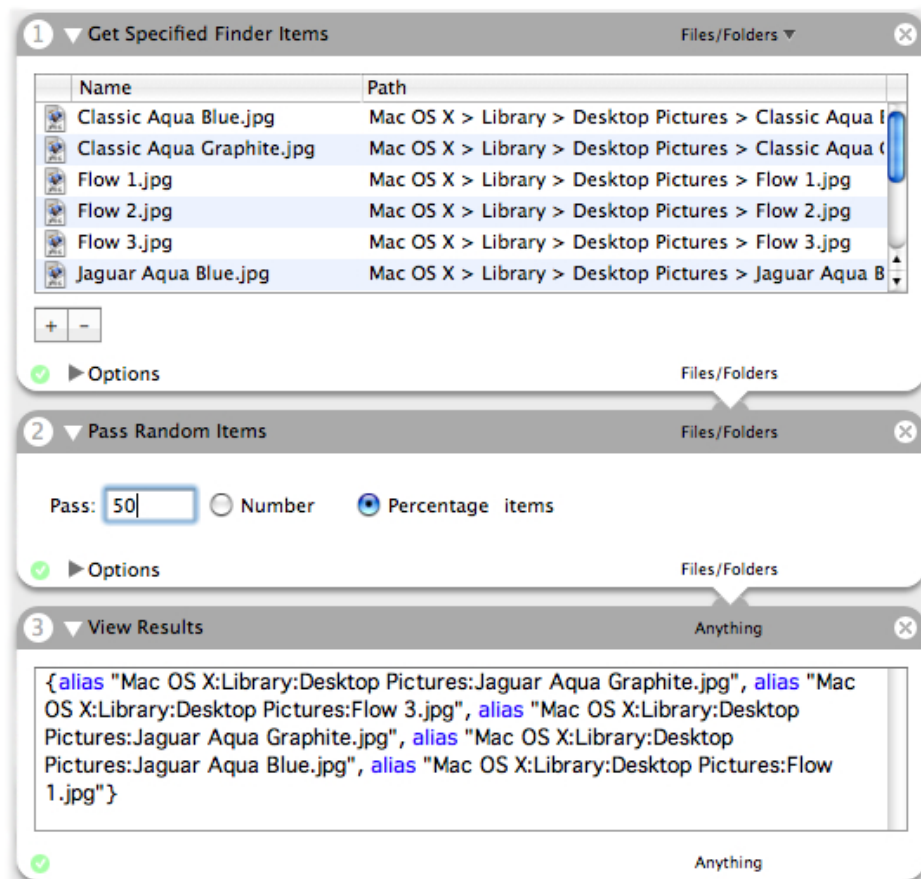 1 Get Specified Finder Items Files/Folders
Name Path
Classic Aqua Blue.jpg Mac OS X > Library > Desktop Pictures > Classic Aqua
Classic Aqua Graphite.jpg Mac OS X > Library > Desktop Pictures > Classic Aqua
Flow 1.jpg Mac OS X > Library > Desktop Pictures > Flow 1.jpg
Flow 2.jpg Mac OS X > Library > Desktop Pictures > Flow 2.jpg
Flow 3.jpg Mac OS X > Library > Desktop Pictures > Flow 3.jpg
Jaguar Aqua Blue.jpg Mac OS X > Library > Desktop Pictures > Jaguar Aqua B
+ -
Options Files/Folders
2 Pass Random Items Files/Folders
Pass: 50 Number Percentage items
Options Files/Folders
3 View Results Anything
{alias "Mac OS X:Library:Desktop Pictures:Jaguar Aqua Graphite.jpg", alias "Mac
OS X:Library:Desktop Pictures:Flow 3.jpg", alias "Mac OS X:Library:Desktop
Pictures:Jaguar Aqua Graphite.jpg", alias "Mac OS X:Library:Desktop
Pictures:Jaguar Aqua Blue.jpg", alias "Mac OS X:Library:Desktop Pictures:Flow
1.jpg"}
Anything